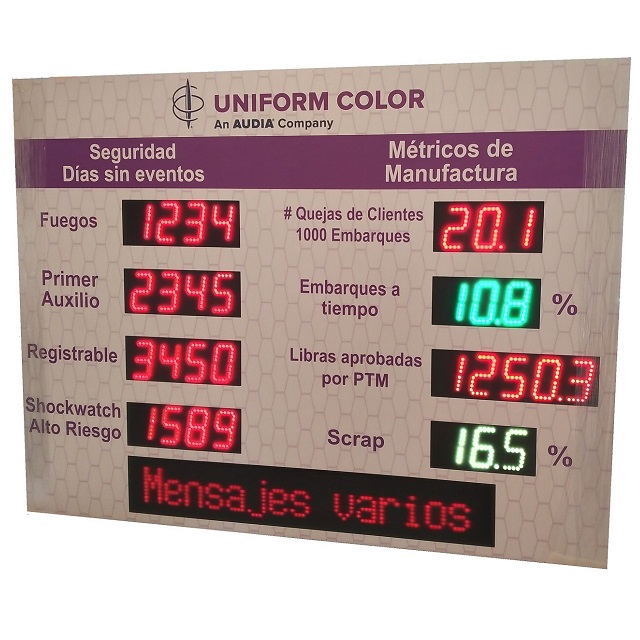 UNIFORM COLOR
An AUDIA Company
Seguridad
Días sin eventos
Métricos de
Manufactura
Fuegos 1234
# Quejas de Clientes
1000 Embarques 20.1
Primer
Auxilio 2345
Embarques a
tiempo 10.8 %
Registrable 3450
Libras aprobadas
por PTM 1250.3
Shockwatch
Alto Riesgo 1589
Scrap 16.5 %
Mensajes varios